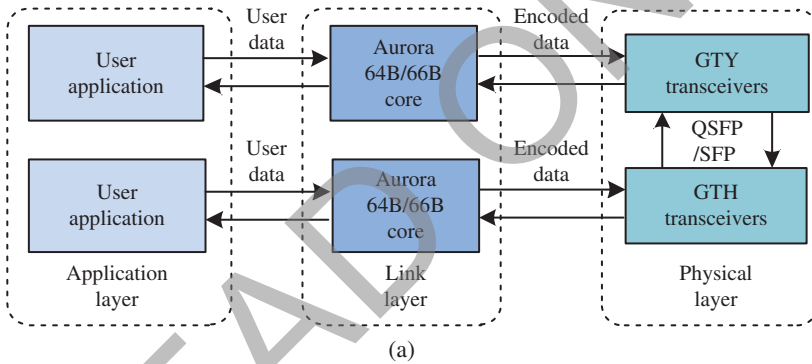 User data
Encoded data
User application
Aurora 64B/66B core
GTY transceivers
QSFP /SFP
User data
Encoded data
User application
Aurora 64B/66B core
GTH transceivers
Application layer
Link layer
Physical layer
(a)